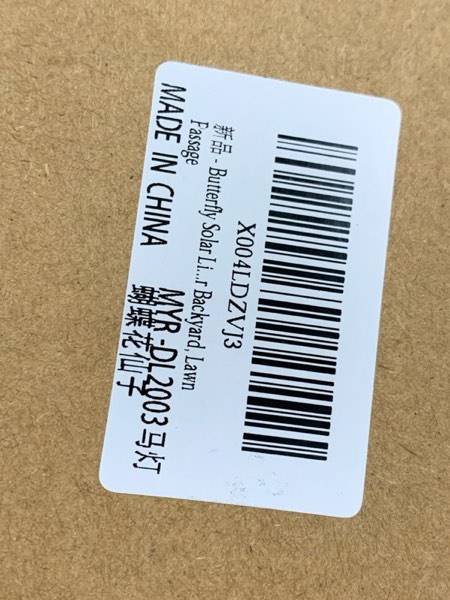 X004LDZVJ3
新品 - Butterfly Solar Li...r Backyard, Lawn
Passage
MADE IN CHINA
MYR-DL2003马灯
蝴蝶花仙子